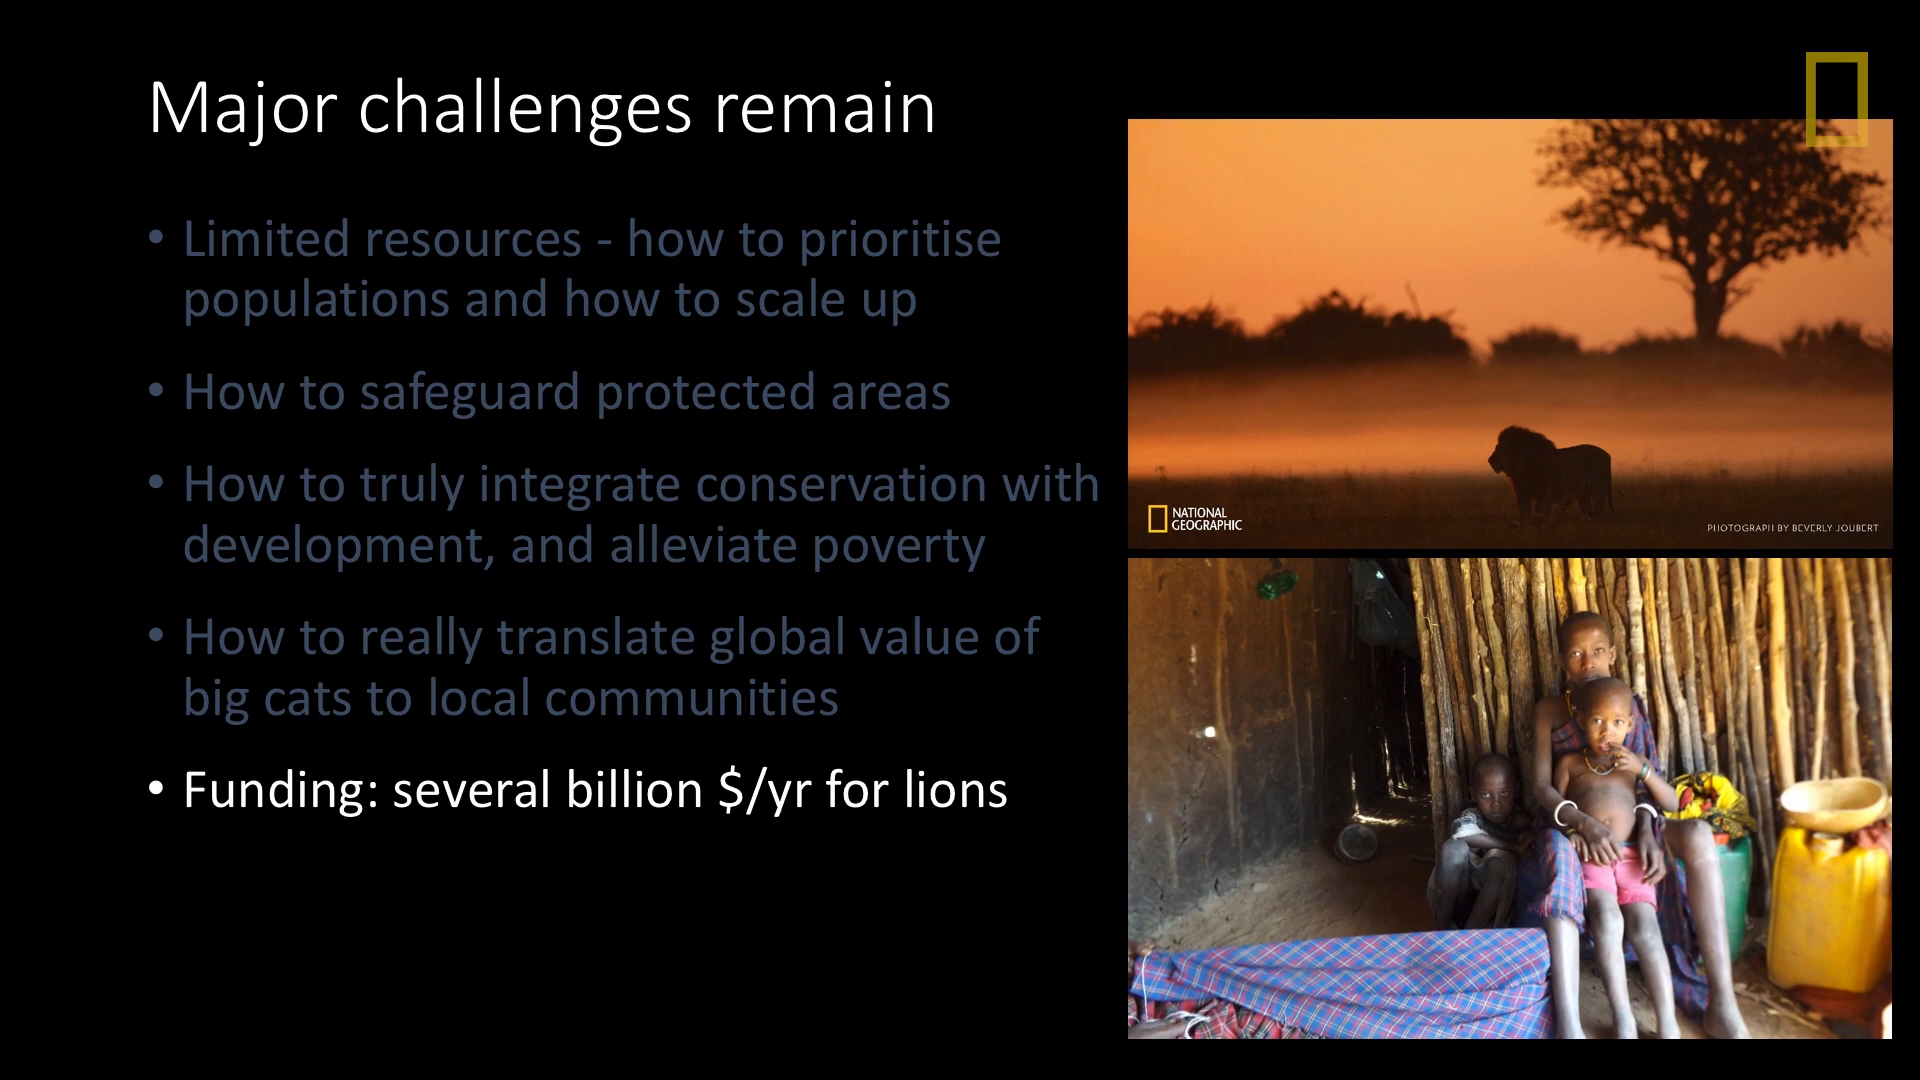 Major challenges remain
• Limited resources - how to prioritise
populations and how to scale up
• How to safeguard protected areas
• How to truly integrate conservation with
development, and alleviate poverty
• How to really translate global value of
big cats to local communities
• Funding: several billion $/yr for lions
NATIONAL
GEOGRAPHIC
PHOTOGRAPH BY BEVERLY JOUBERT